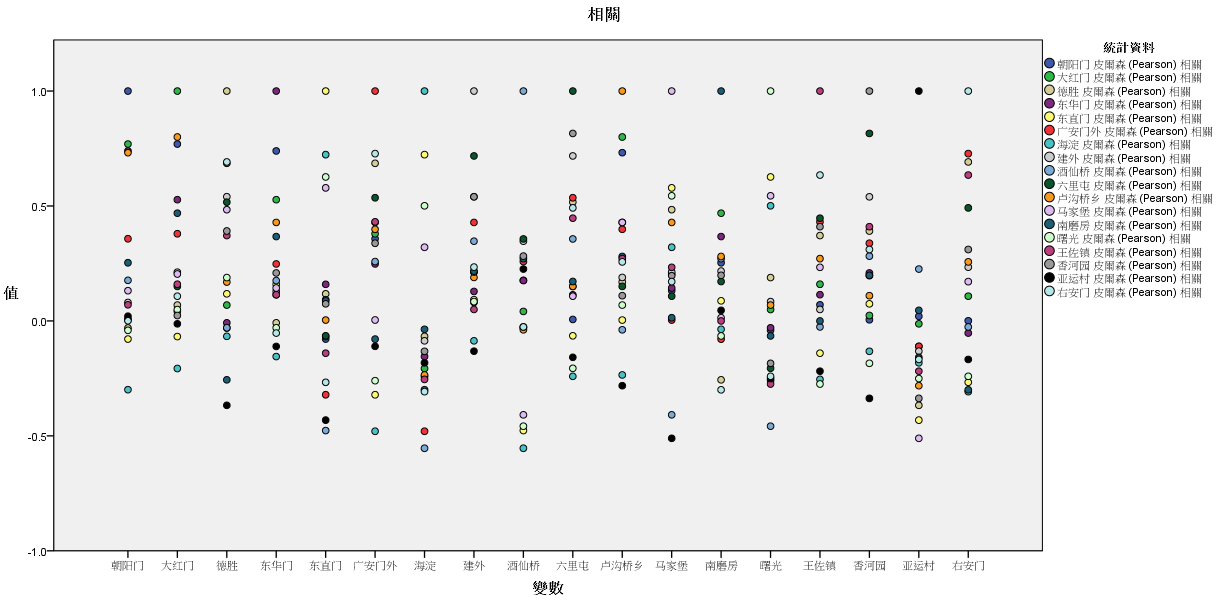 相關
統計資料
朝阳门 皮爾森 (Pearson) 相關
大红门 皮爾森 (Pearson) 相關
德胜 皮爾森 (Pearson) 相關
东华门 皮爾森 (Pearson) 相關
东直门 皮爾森 (Pearson) 相關
广安门外 皮爾森 (Pearson) 相關
海淀 皮爾森 (Pearson) 相關
建外 皮爾森 (Pearson) 相關
酒仙桥 皮爾森 (Pearson) 相關
六里屯 皮爾森 (Pearson) 相關
卢沟桥乡 皮爾森 (Pearson) 相關
马家堡 皮爾森 (Pearson) 相關
南磨房 皮爾森 (Pearson) 相關
曙光 皮爾森 (Pearson) 相關
王佐镇 皮爾森 (Pearson) 相關
香河园 皮爾森 (Pearson) 相關
亚运村 皮爾森 (Pearson) 相關
右安门 皮爾森 (Pearson) 相關
值
1.0
0.5
0.0
-0.5
-1.0
朝阳门 大红门 德胜 东华门 东直门 广安门外 海淀 建外 酒仙桥 六里屯 卢沟桥乡 马家堡 南磨房 曙光 王佐镇 香河园 亚运村 右安门
變數